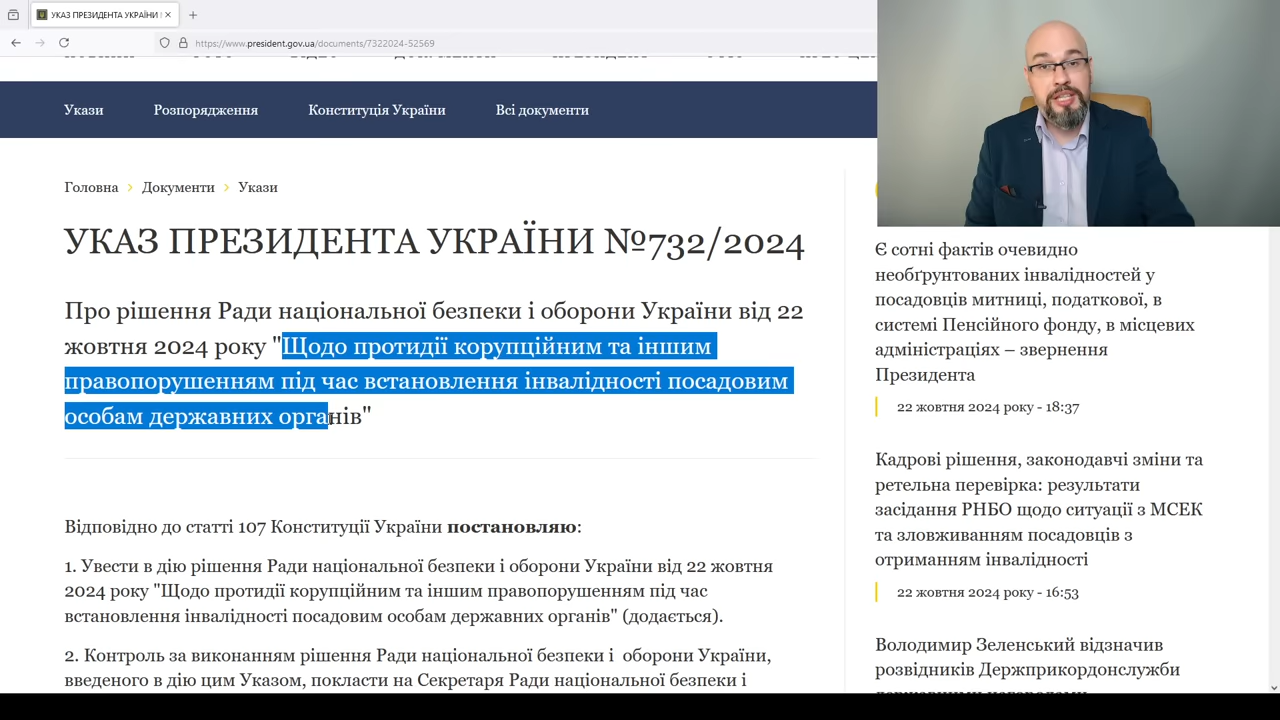 УКАЗ ПРЕЗИДЕНТА УКРАЇНИ
https://www.president.gov.ua/documents/7322024-52569
Укази Розпорядження Конституція України Всі документи
Головна > Документи > Укази
УКАЗ ПРЕЗИДЕНТА УКРАЇНИ №732/2024
Про рішення Ради національної безпеки і оборони України від 22
жовтня 2024 року "Щодо протидії корупційним та іншим
правопорушенням під час встановлення інвалідності посадовим
особам державних органів"
Відповідно до статті 107 Конституції України постановляю:
1. Увести в дію рішення Ради національної безпеки і оборони України від 22 жовтня
2024 року "Щодо протидії корупційним та іншим правопорушенням під час
встановлення інвалідності посадовим особам державних органів" (додається).
2. Контроль за виконанням рішення Ради національної безпеки і оборони України,
введеного в дію цим Указом, покласти на Секретаря Ради національної безпеки і
Є сотні фактів очевидно
необґрунтованих інвалідностей у
посадовців митниці, податкової, в
системі Пенсійного фонду, в місцевих
адміністраціях – звернення
Президента
22 жовтня 2024 року - 18:37
Кадрові рішення, законодавчі зміни та
ретельна перевірка: результати
засідання РНБО щодо ситуації з МСЕК
та зловживанням посадовців з
отриманням інвалідності
22 жовтня 2024 року - 16:53
Володимир Зеленський відзначив
розвідників Держприкордонслужби